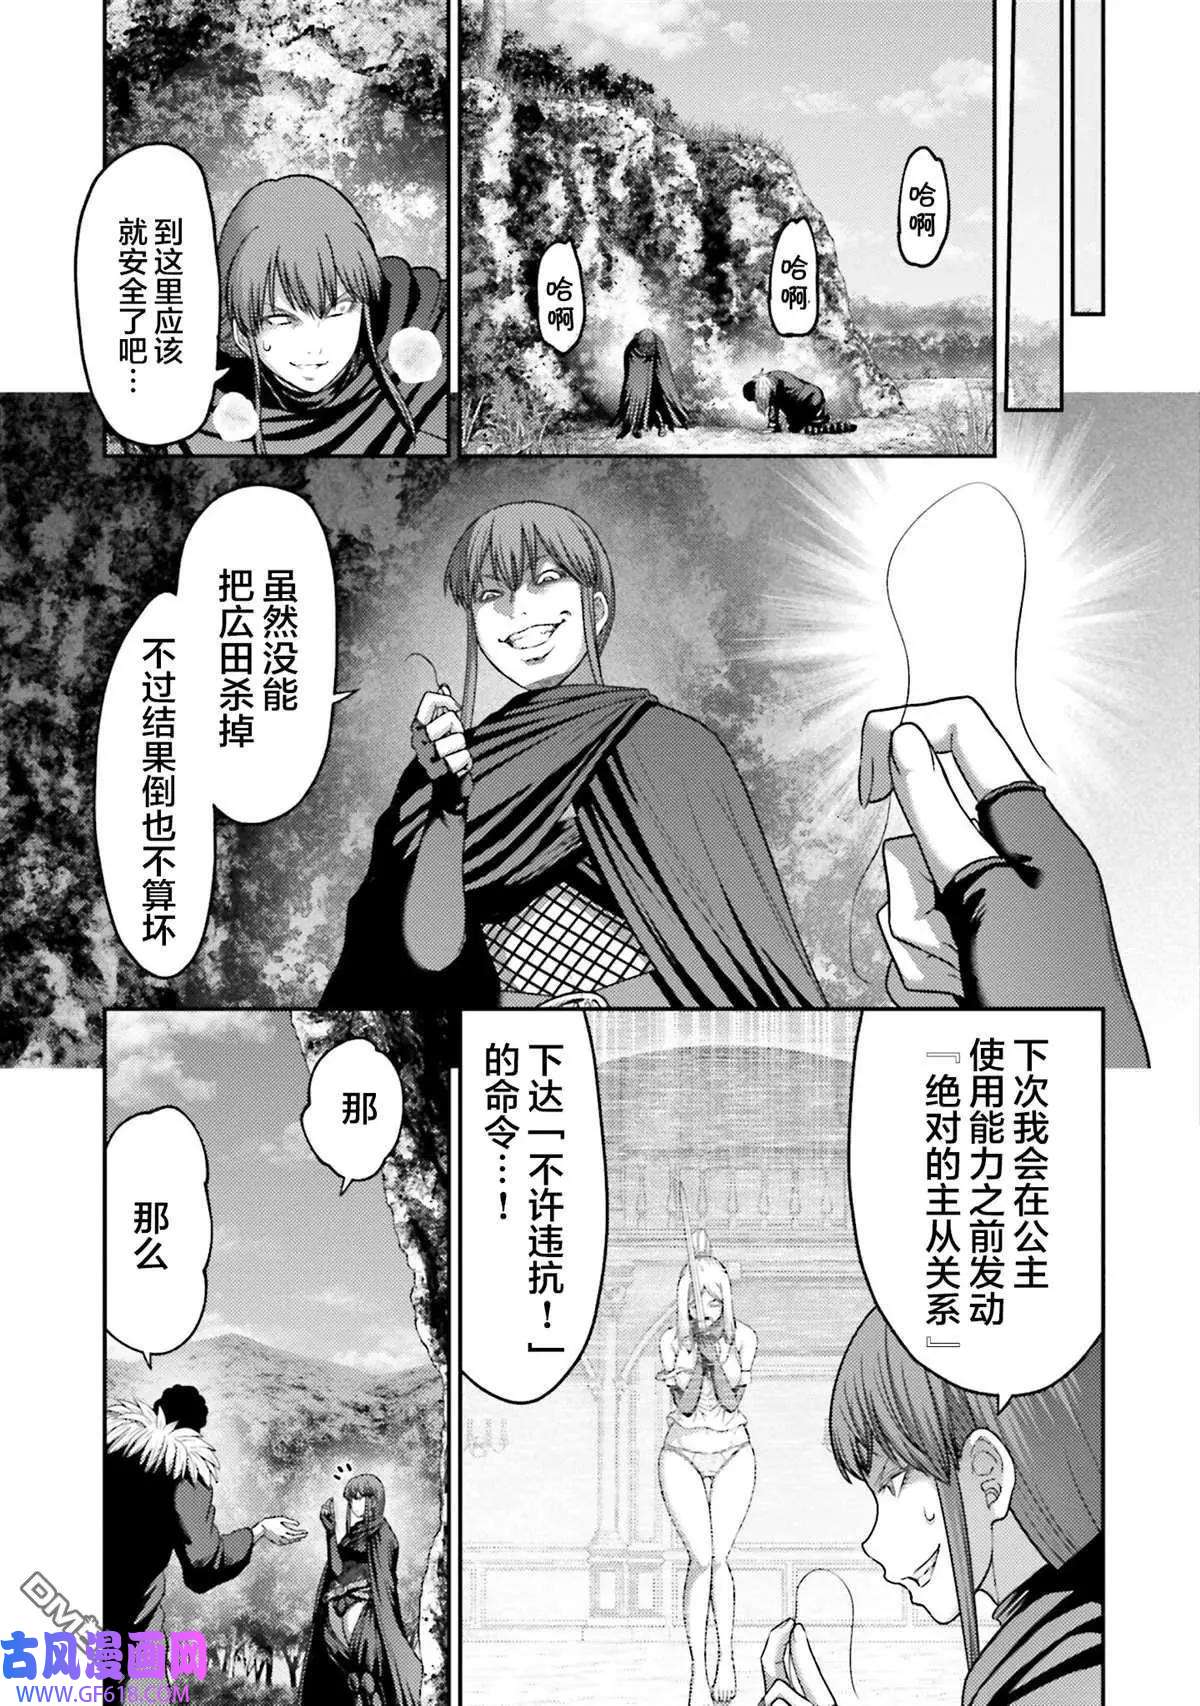 哈
啊
哈
啊
哈
啊
到这里应该
就安全了吧…
虽然没能
把広田杀掉
不过结果倒也不算坏
下次我会在公主
使用能力之前发动
『绝对的主从关系』
下达「不许违抗！」
的命令…！
那
那么
古风漫画网
WWW.GF618.COM